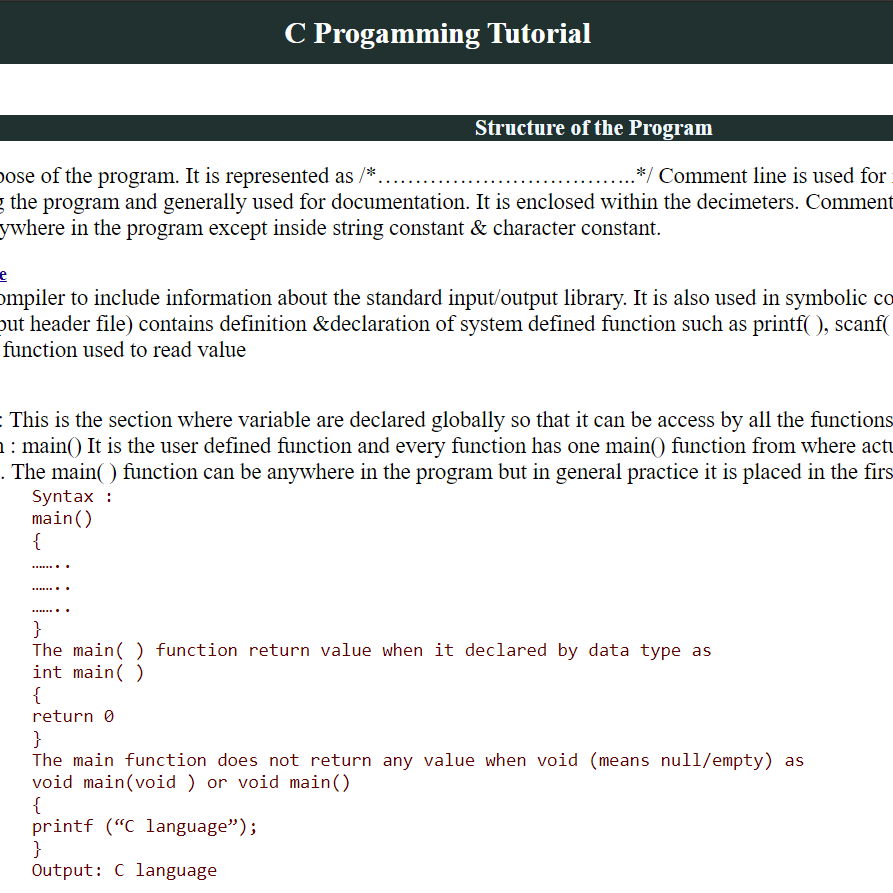 C Progamming Tutorial
Structure of the Program
of the program. It is represented as /*……………………………..*/ Comment line is used for
the program and generally used for documentation. It is enclosed within the decimeters. Comment
in the program except inside string constant & character constant.
to include information about the standard input/output library. It is also used in symbolic
header file) contains definition &declaration of system defined function such as printf( ), scanf(
function used to read value
: This is the section where variable are declared globally so that it can be access by all the functions
: main() It is the user defined function and every function has one main() function from where
. The main( ) function can be anywhere in the program but in general practice it is placed in the
Syntax :
main()
{
……..
……..
……..
}
The main( ) function return value when it declared by data type as
int main( )
{
return 0
}
The main function does not return any value when void (means null/empty) as
void main(void ) or void main()
{
printf (“C language”);
}
Output: C language